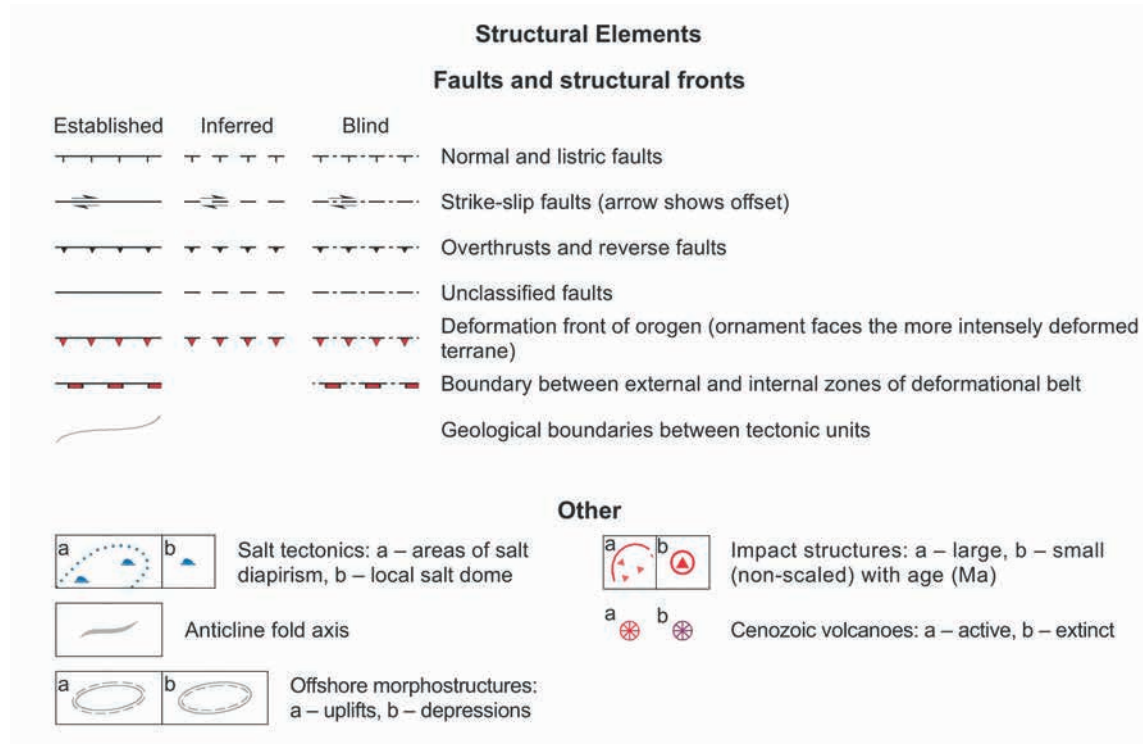 Structural Elements
Faults and structural fronts
Established Inferred Blind
Normal and listric faults
Strike-slip faults (arrow shows offset)
Overthrusts and reverse faults
Unclassified faults
Deformation front of orogen (ornament faces the more intensely deformed
terrane)
Boundary between external and internal zones of deformational belt
Geological boundaries between tectonic units
Other
a b
Salt tectonics: a – areas of salt
diapirism, b – local salt dome
a b
Impact structures: a – large, b – small
(non-scaled) with age (Ma)
Anticline fold axis
a b
Cenozoic volcanoes: a – active, b – extinct
a b
Offshore morphostructures:
a – uplifts, b – depressions